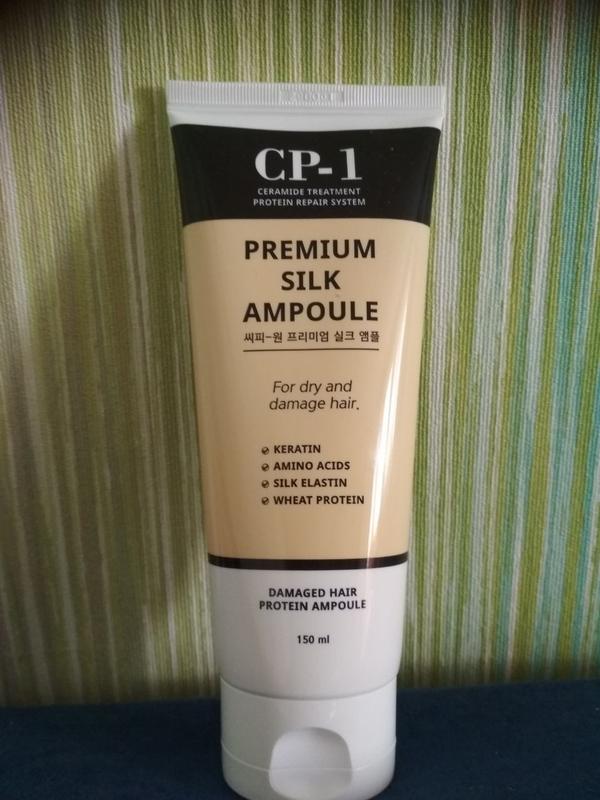 CP-1
CERAMIDE TREATMENT
PROTEIN REPAIR SYSTEM
PREMIUM
SILK
AMPOULE
씨피-원 프리미엄 실크 앰플
For dry and
damage hair.
KERATIN
AMINO ACIDS
SILK ELASTIN
WHEAT PROTEIN
DAMAGED HAIR
PROTEIN AMPOULE
150 ml